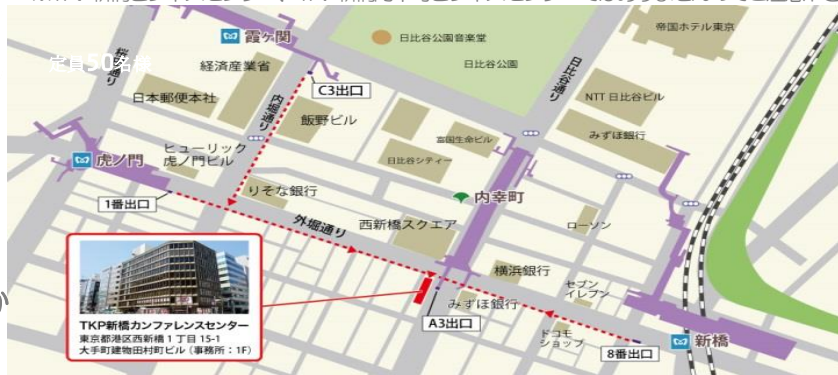 霞ヶ関
日比谷公園音楽堂
帝国ホテル東京
桜田通り
定員50名様
経済産業省
日比谷公園
日比谷通り
C3出口
日本郵便本社
内堀通り
NTT 日比谷ビル
飯野ビル
富国生命ビル
みずほ銀行
ヒューリック
虎ノ門ビル
日比谷シティー
虎ノ門
りそな銀行
内幸町
1番出口
外堀通り
西新橋スクエア
ローソン
横浜銀行
セブン
イレブン
みずほ銀行
A3出口
ドコモ
ショップ
8番出口
新橋
TKP新橋カンファレンスセンター
東京都港区西新橋1丁目 15-1
大手町建物田村町ビル（事務所：1F）
か